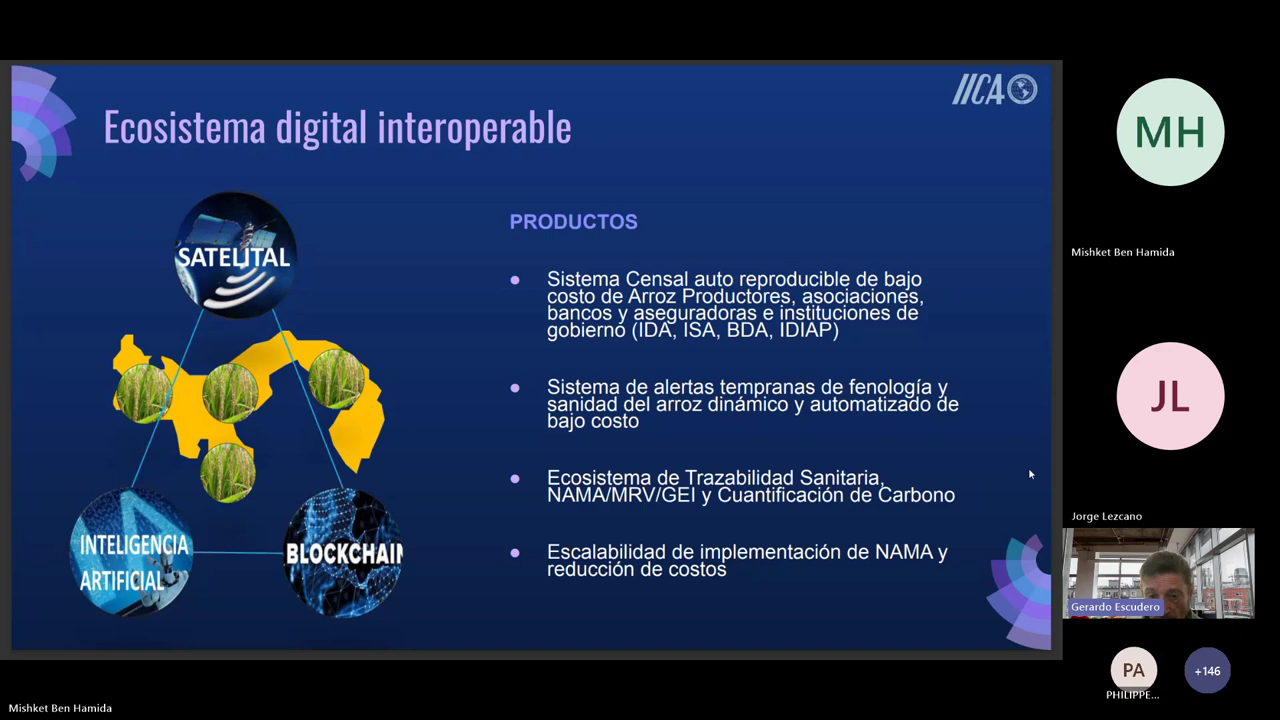 IICA
Ecosistema digital interoperable
SATELITAL
INTELIGENCIA
ARTIFICIAL
BLOCKCHAIN
PRODUCTOS
Sistema Censal auto reproducible de bajo
costo de Arroz Productores, asociaciones,
bancos y aseguradoras e instituciones de
gobierno (IDA, ISA, BDA, IDIAP)
Sistema de alertas tempranas de fenología y
sanidad del arroz dinámico y automatizado de
bajo costo
Ecosistema de Trazabilidad Sanitaria,
NAMA/MRV/GEI y Cuantificación de Carbono
Escalabilidad de implementación de NAMA y
reducción de costos
MH
Mishket Ben Hamida
JL
Jorge Lezcano
Gerardo Escudero
PA
PHILIPPE...
+146
Mishket Ben Hamida